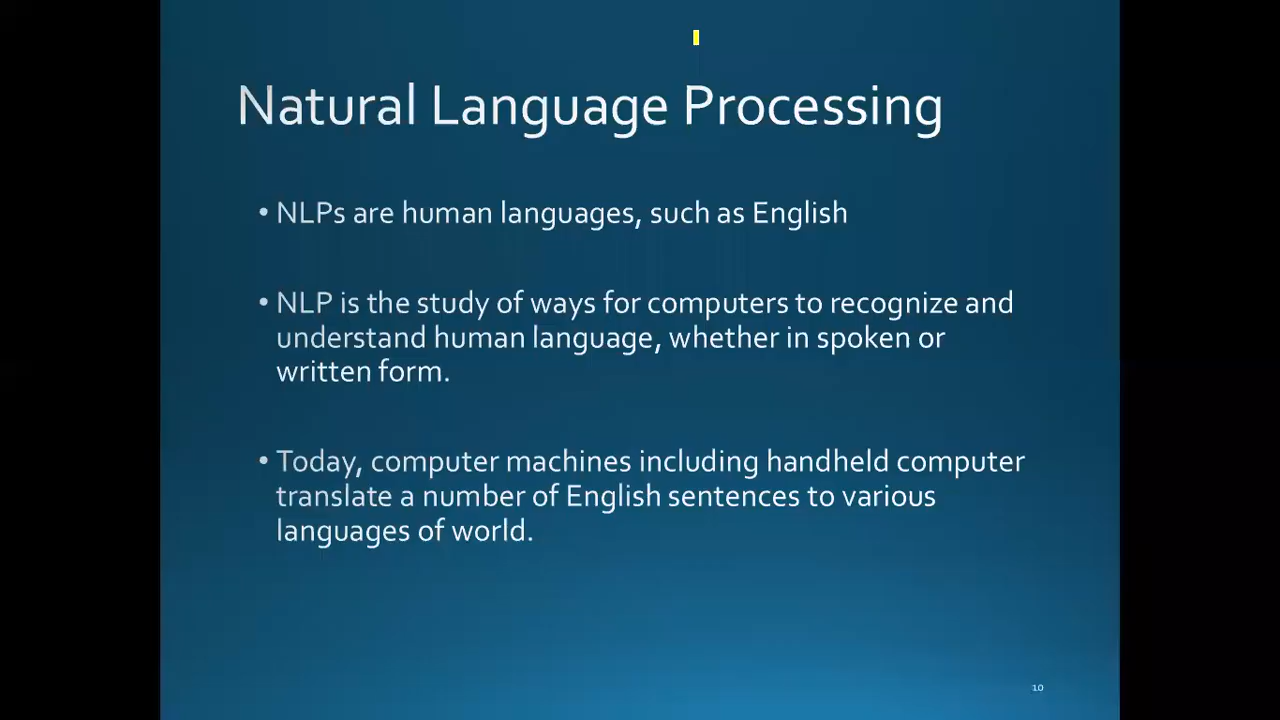 Natural Language Processing
• NLPs are human languages, such as English
• NLP is the study of ways for computers to recognize and
understand human language, whether in spoken or
written form.
• Today, computer machines including handheld computer
translate a number of English sentences to various
languages of world.
10